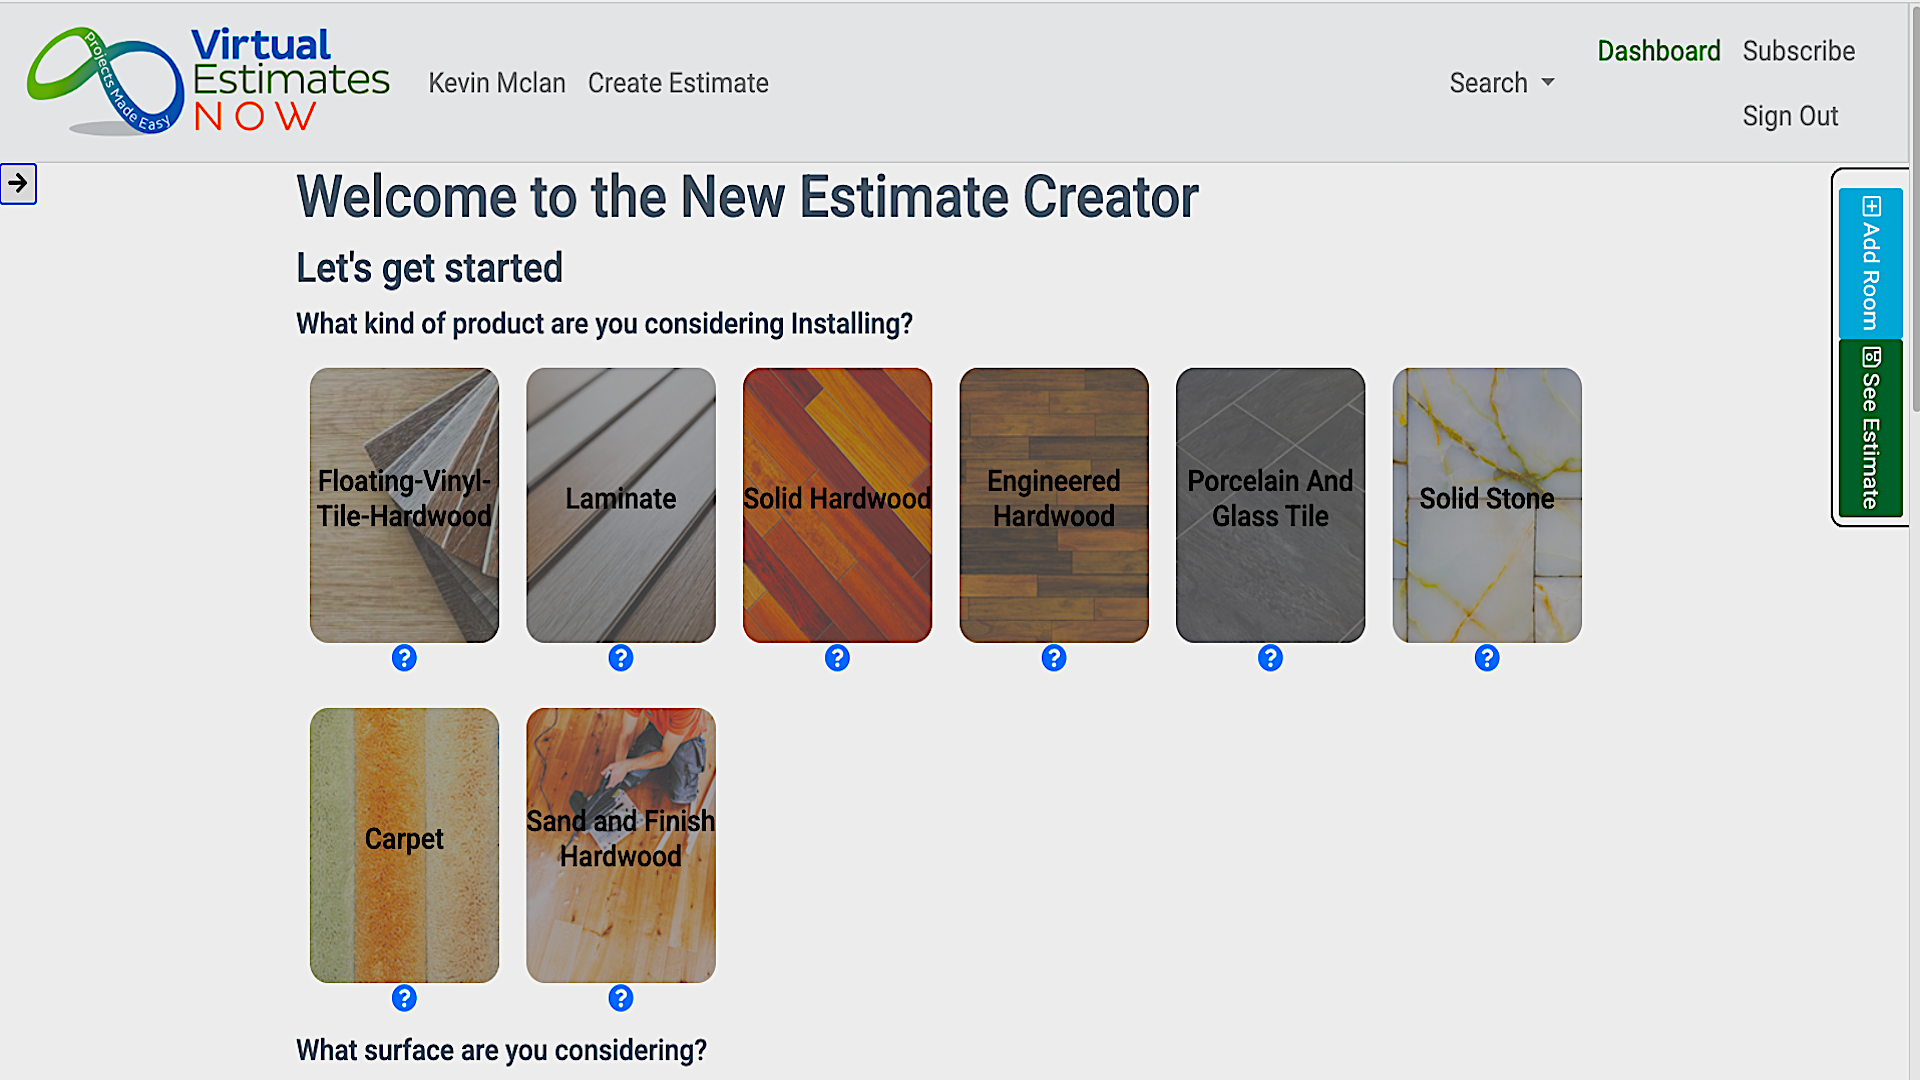 Projects Made Easy
Virtual
Estimates
NOW
Kevin Mclan
Create Estimate
Search
Dashboard
Subscribe
Sign Out
Welcome to the New Estimate Creator
Let's get started
What kind of product are you considering Installing?
Add Room
See Estimate
Floating-Vinyl-
Tile-Hardwood
Laminate
Solid Hardwood
Engineered
Hardwood
Porcelain And
Glass Tile
Solid Stone
Carpet
Sand and Finish
Hardwood
What surface are you considering?